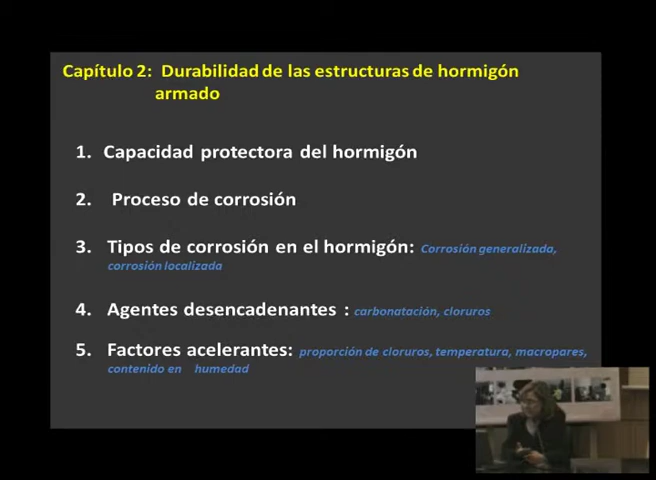 Capítulo 2: Durabilidad de las estructuras de hormigón
armado
1. Capacidad protectora del hormigón
2. Proceso de corrosión
3. Tipos de corrosión en el hormigón: Corrosión generalizada,
corrosión localizada
4. Agentes desencadenantes : carbonatación, cloruros
5. Factores acelerantes: proporción de cloruros, temperatura, macropares,
contenido en humedad